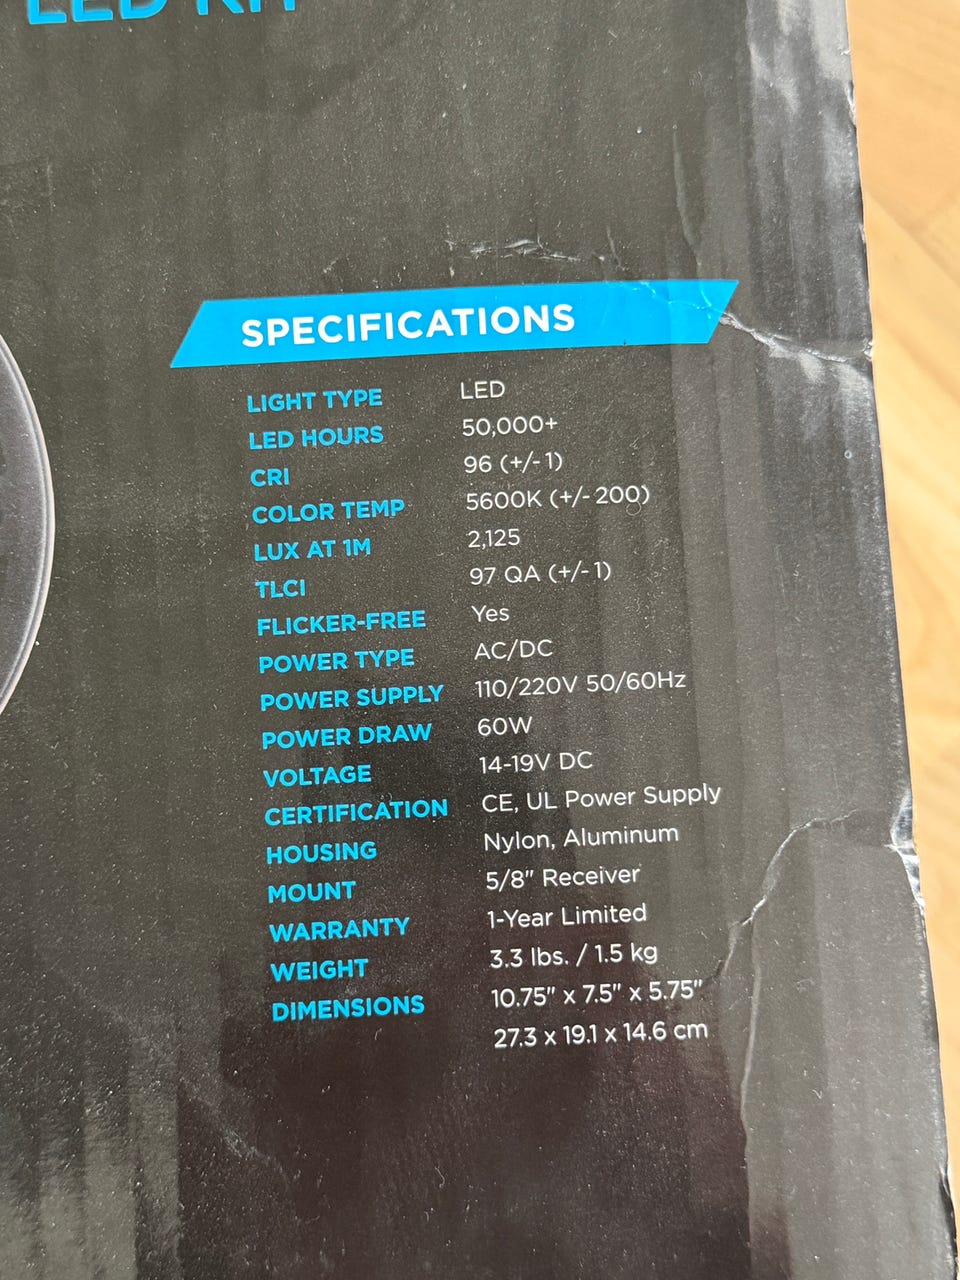 LED KIT
SPECIFICATIONS
LIGHT TYPE LED
LED HOURS 50,000+
CRI 96 (+/- 1)
COLOR TEMP 5600K (+/- 200)
LUX AT 1M 2,125
TLCI 97 QA (+/- 1)
FLICKER-FREE Yes
POWER TYPE AC/DC
POWER SUPPLY 110/220V 50/60Hz
POWER DRAW 60W
VOLTAGE 14-19V DC
CERTIFICATION CE, UL Power Supply
HOUSING Nylon, Aluminum
MOUNT 5/8" Receiver
WARRANTY 1-Year Limited
WEIGHT 3.3 lbs. / 1.5 kg
DIMENSIONS 10.75" x 7.5" x 5.75"
27.3 x 19.1 x 14.6 cm